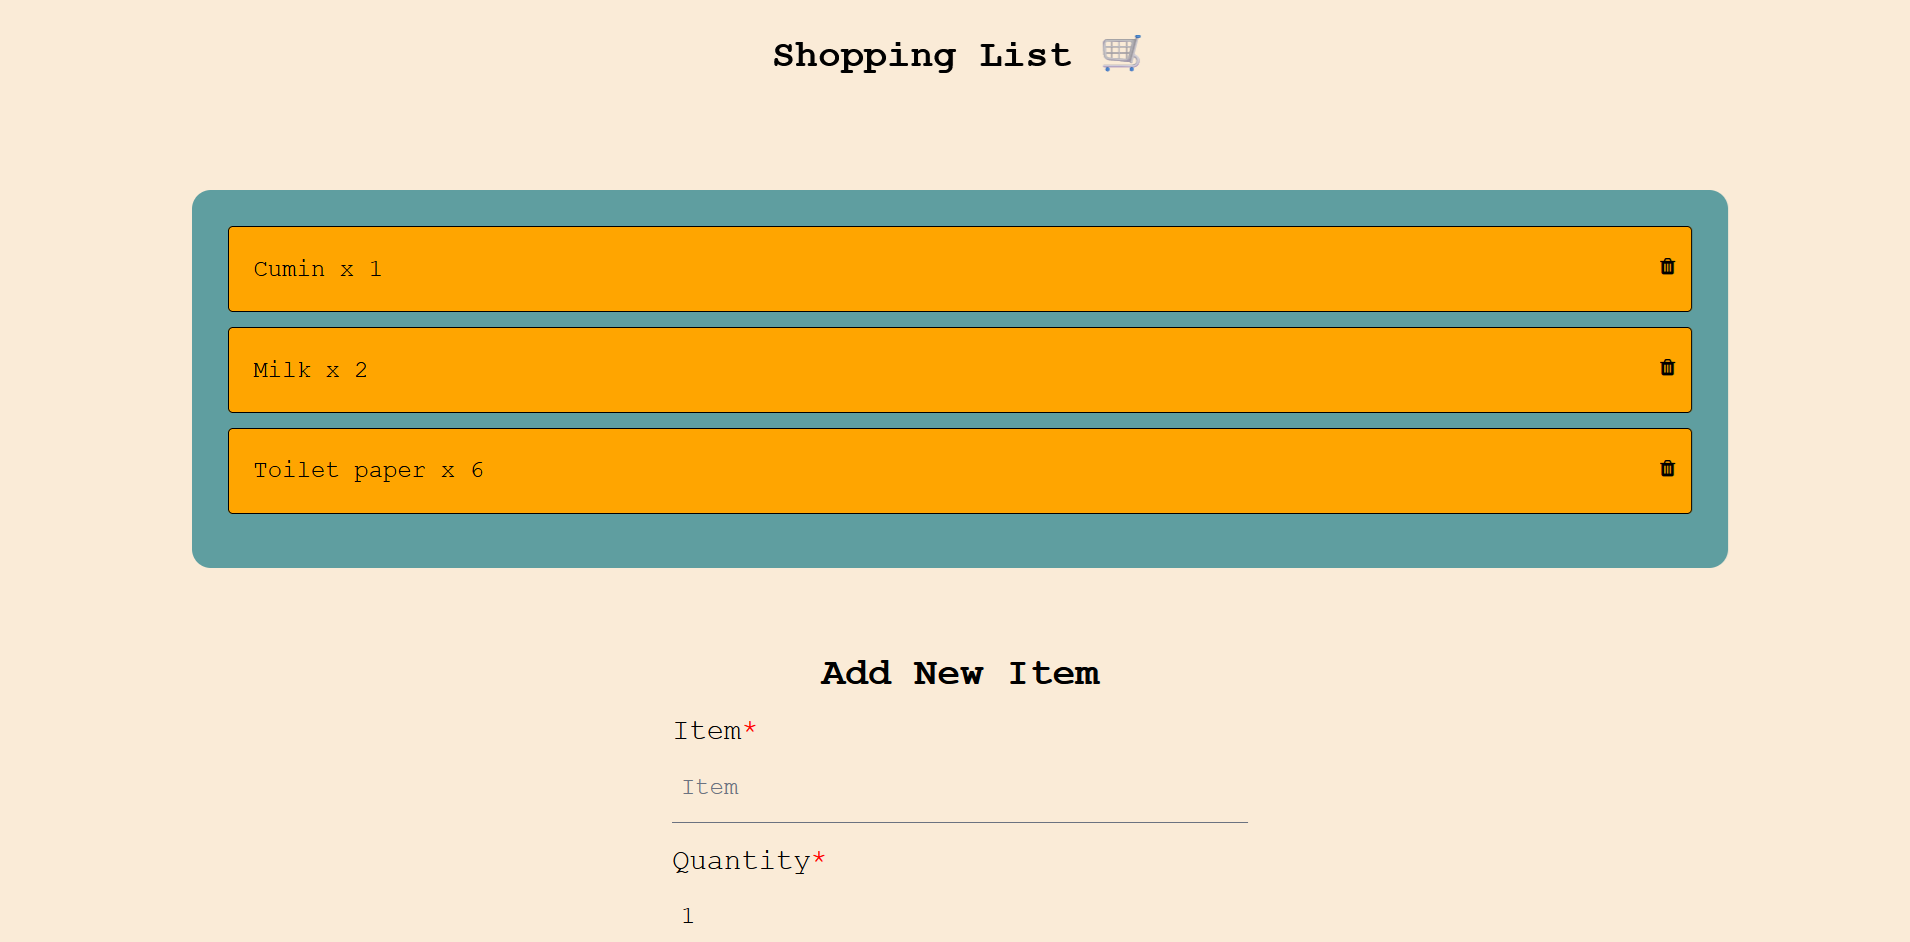 Shopping List 🛒
Cumin x 1
Milk x 2
Toilet paper x 6
Add New Item
Item*
Item
Quantity*
1